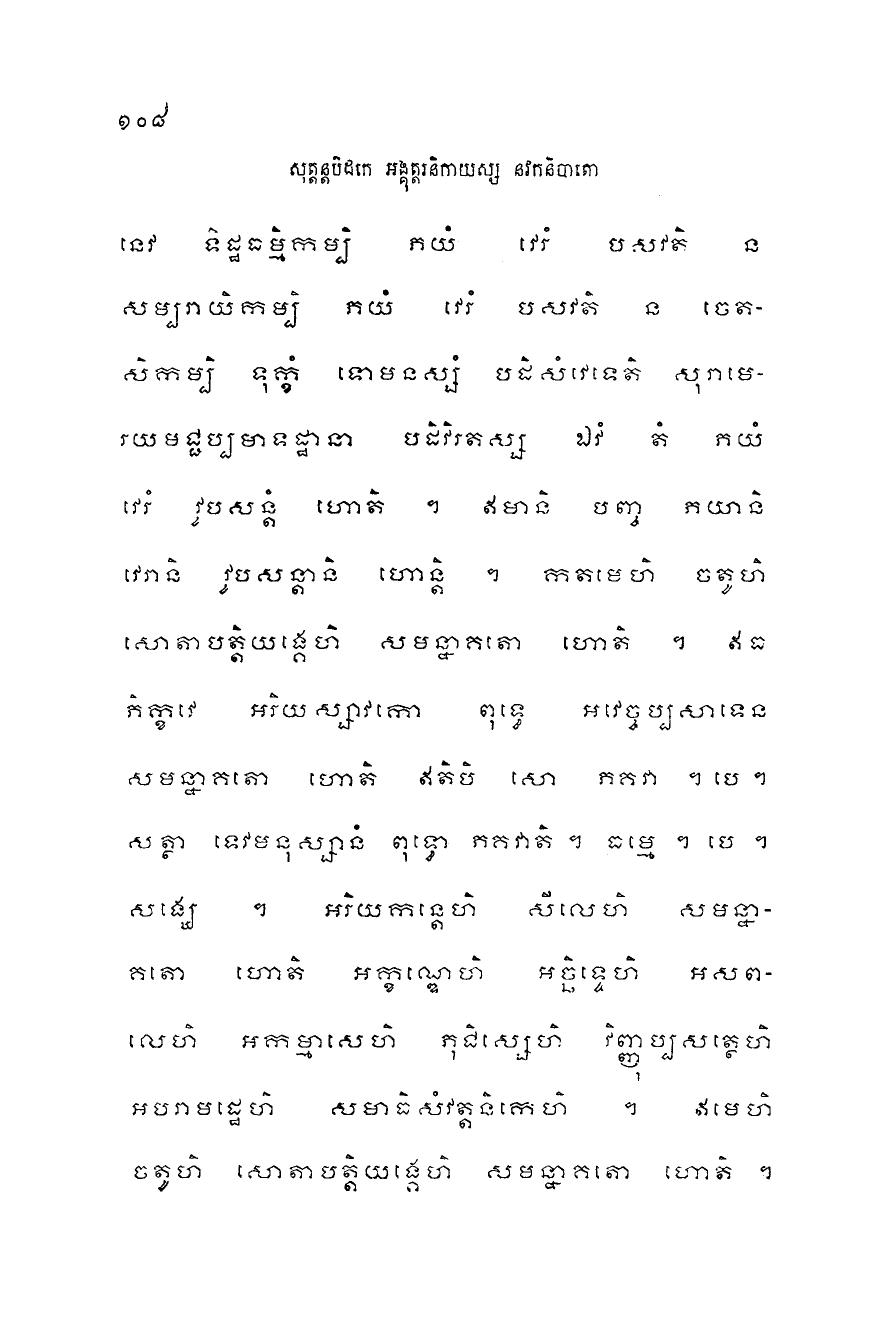 ១០៨
សុត្តន្តបិដកេ អង្គុត្តរនិកាយស្ស នវកនិបាតោ
នេវ ទិដ្ឋធម្មិកម្បិ ភយំ វេរំ បសវតិ ន
សម្បរាយិកម្បិ ភយំ វេរំ បសវតិ ន ចេត-
សិកម្បិ ទុក្ខំ ទោមនស្សំ បដិសំវេទេតិ សុរាមេ-
រយមជ្ជប្បមាទដ្ឋានា បដិវិរតស្ស ឯវំ តំ ភយំ
វេរំ វូបសន្តំ ហោតិ ។ ឥមានិ បញ្ច ភយានិ
វេរានិ វូបសន្តានិ ហោន្តិ ។ កតមេហិ ចតូហិ
សោតាបត្តិយង្គេហិ សមន្នាគតោ ហោតិ ។ ឥធ
ភិក្ខវេ អរិយស្សាវកោ ពុទ្ធេ អវេច្ចប្បសាទេន
សមន្នាគតោ ហោតិ ឥតិបិ សោ ភគវា ។ បេ ។
សត្ថា ទេវមនុស្សានំ ពុទ្ធោ ភគវាតិ ។ ធម្មេ ។ បេ ។
សង្ឃេ ។ អរិយកន្តេហិ សីលេហិ សមន្នា-
គតោ ហោតិ អក្ខណ្ឌេហិ អច្ឆិទ្ទេហិ អសព-
លេហិ អកម្មាសេហិ ភុជិស្សេហិ វិញ្ញុប្បសត្ថេហិ
អបរាមដ្ឋេហិ សមាធិសំវត្តនិកេហិ ។ ឥមេហិ
ចតូហិ សោតាបត្តិយង្គេហិ សមន្នាគតោ ហោតិ ។